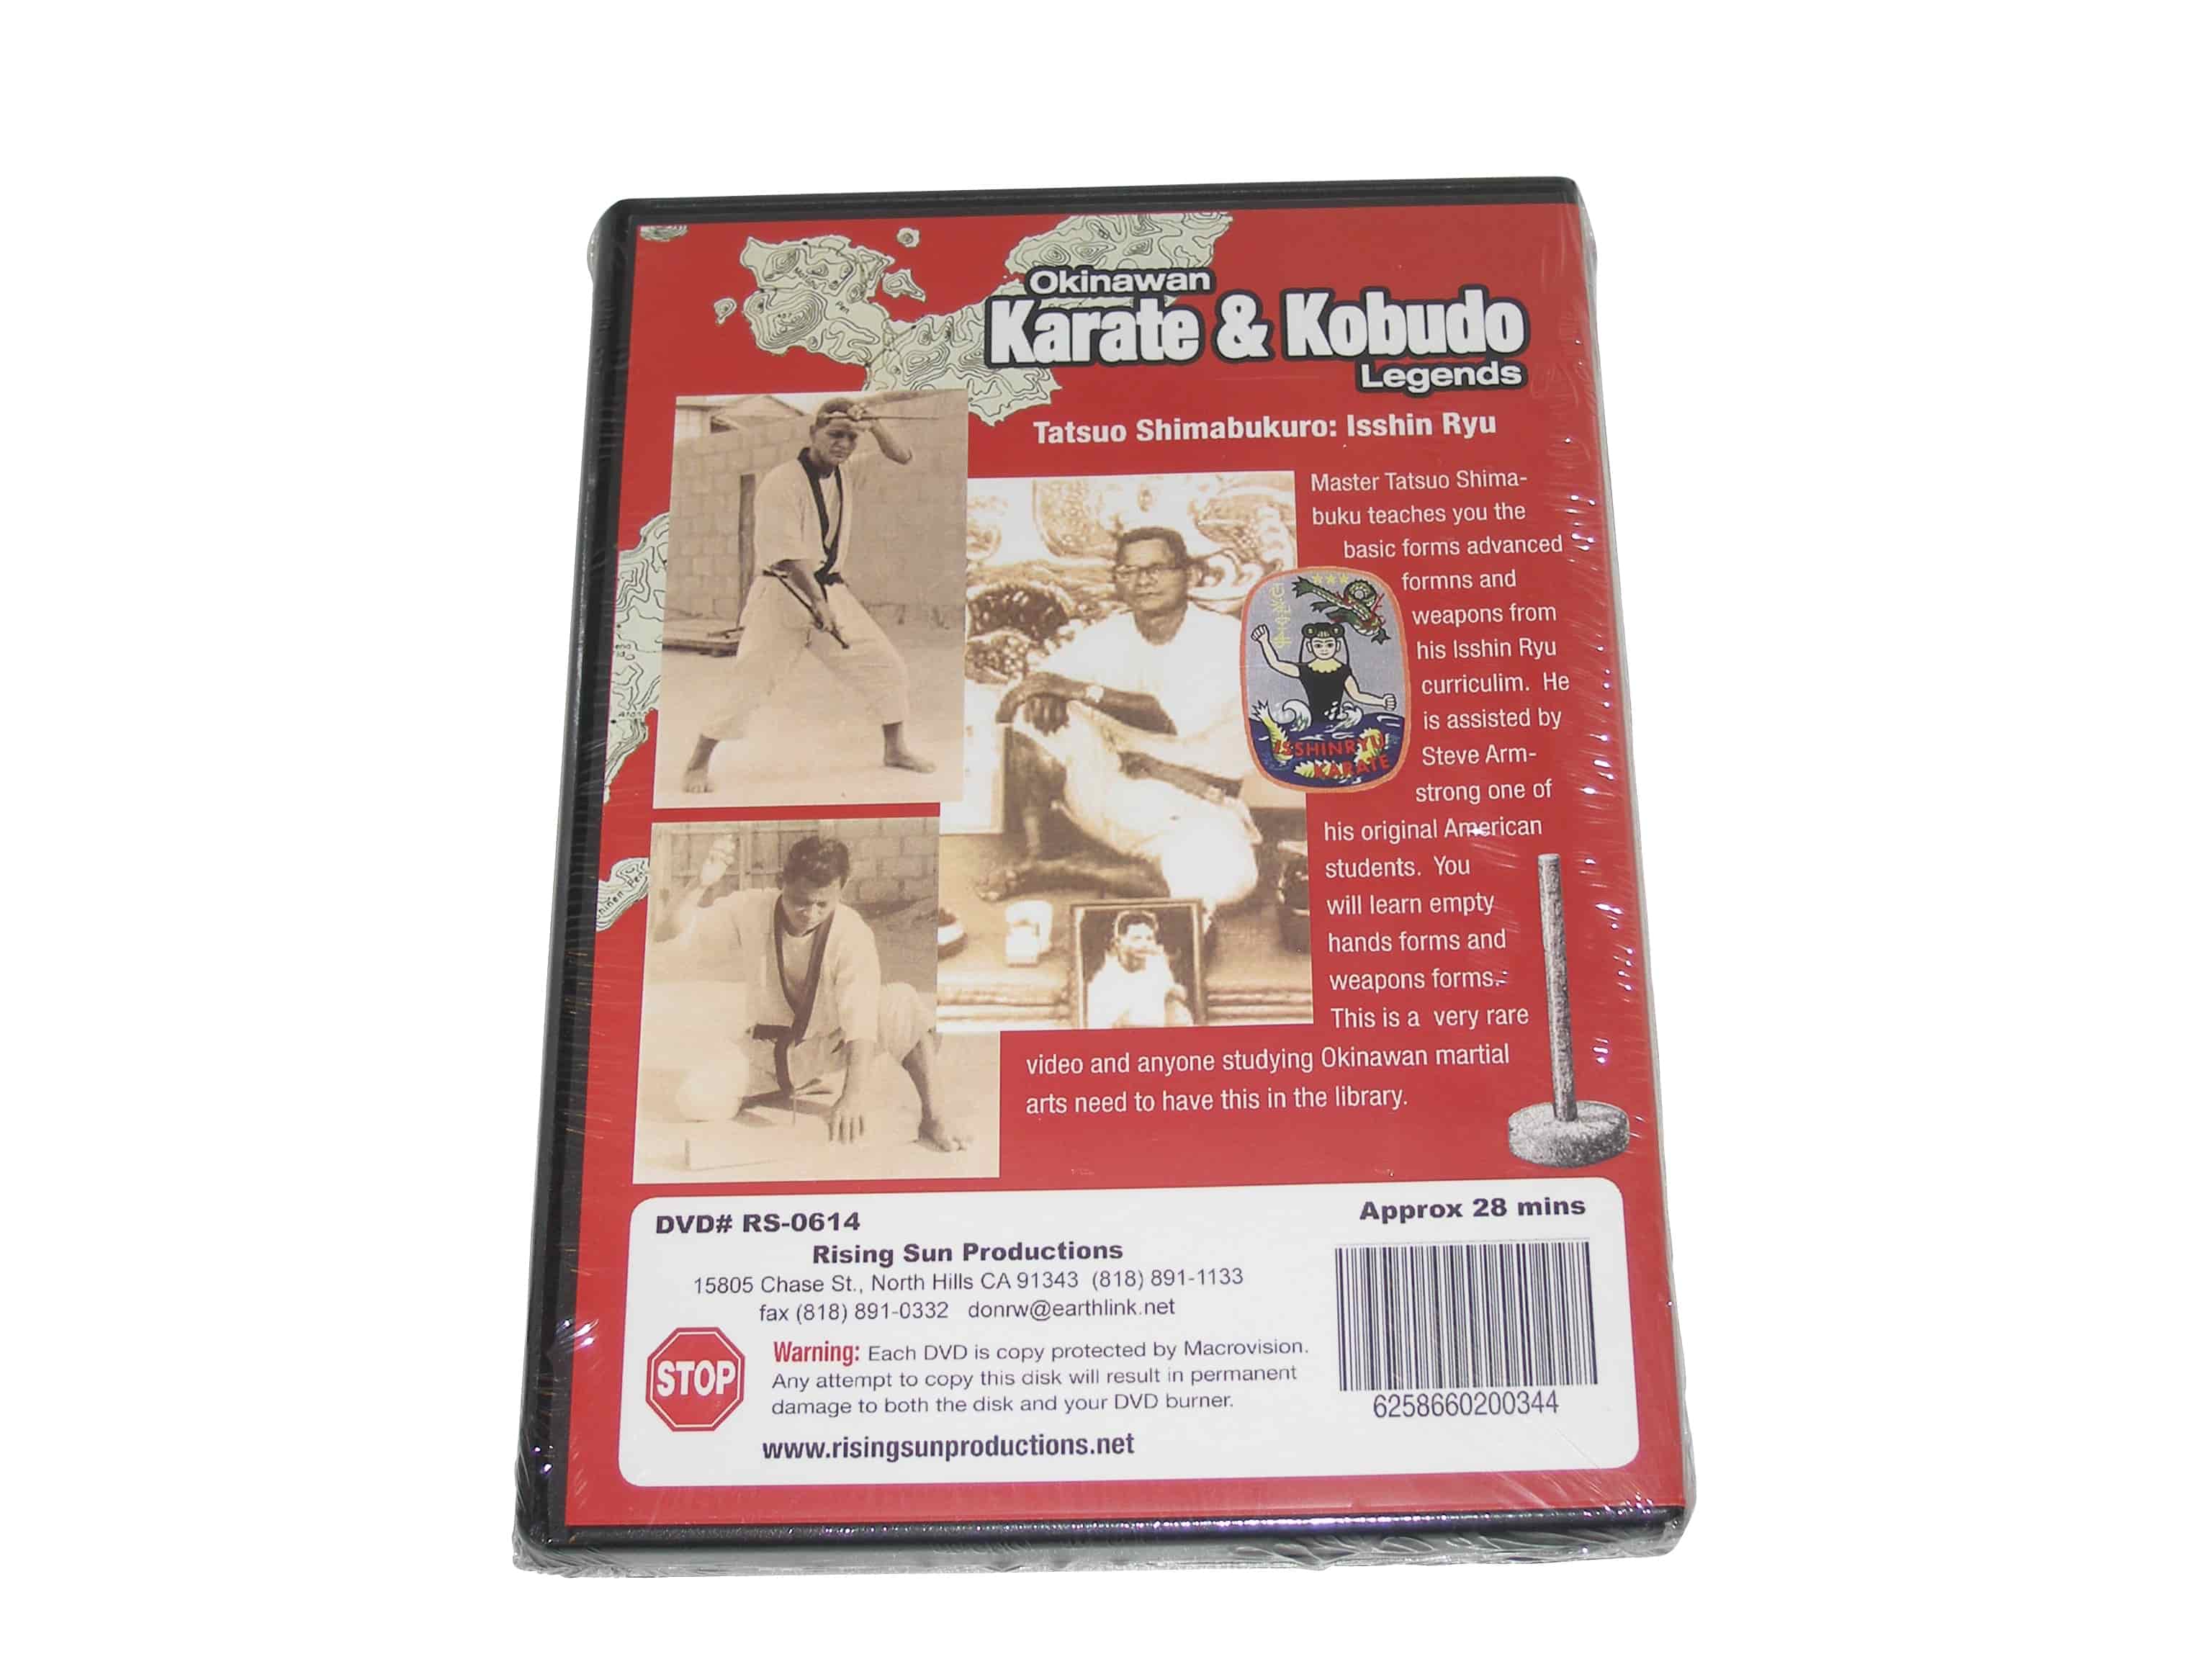 Okinawan
Karate & Kobudo
Legends
Tatsuo Shimabukuro: Isshin Ryu
Master Tatsuo Shima-
buku teaches you the
basic forms advanced
formns and
weapons from
his Isshin Ryu
curriculim. He
is assisted by
Steve Arm-
strong one of
his original American
students. You
will learn empty
hands forms and
weapons forms.
This is a very rare
video and anyone studying Okinawan martial
arts need to have this in the library.
ISSHINRYU
KARATE
DVD# RS-0614
Approx 28 mins
Rising Sun Productions
15805 Chase St., North Hills CA 91343 (818) 891-1133
fax (818) 891-0332 donrw@earthlink.net
STOP
Warning: Each DVD is copy protected by Macrovision.
Any attempt to copy this disk will result in permanent
damage to both the disk and your DVD burner.
www.risingsunproductions.net
6258660200344